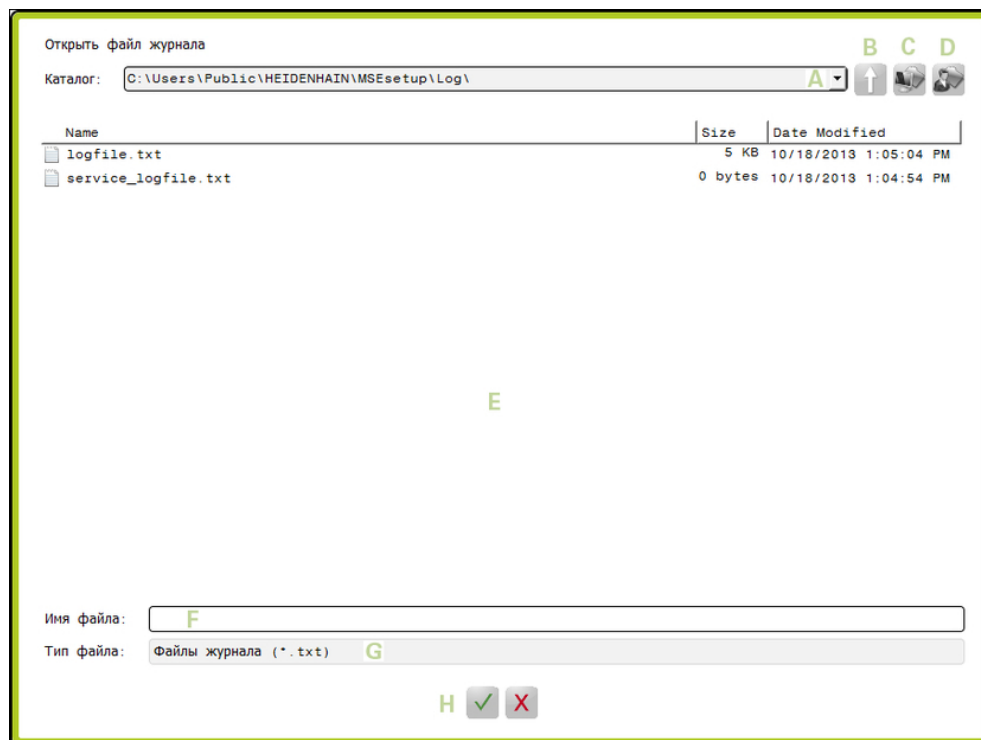 Открыть файл журнала
B C D
Каталог: C:\Users\Public\HEIDENHAIN\MSEsetup\Log\ A
Name Size Date Modified
logfile.txt 5 KB 10/18/2013 1:05:04 PM
service_logfile.txt 0 bytes 10/18/2013 1:04:54 PM
E
Имя файла: F
Тип файла: Файлы журнала (*.txt) G
H